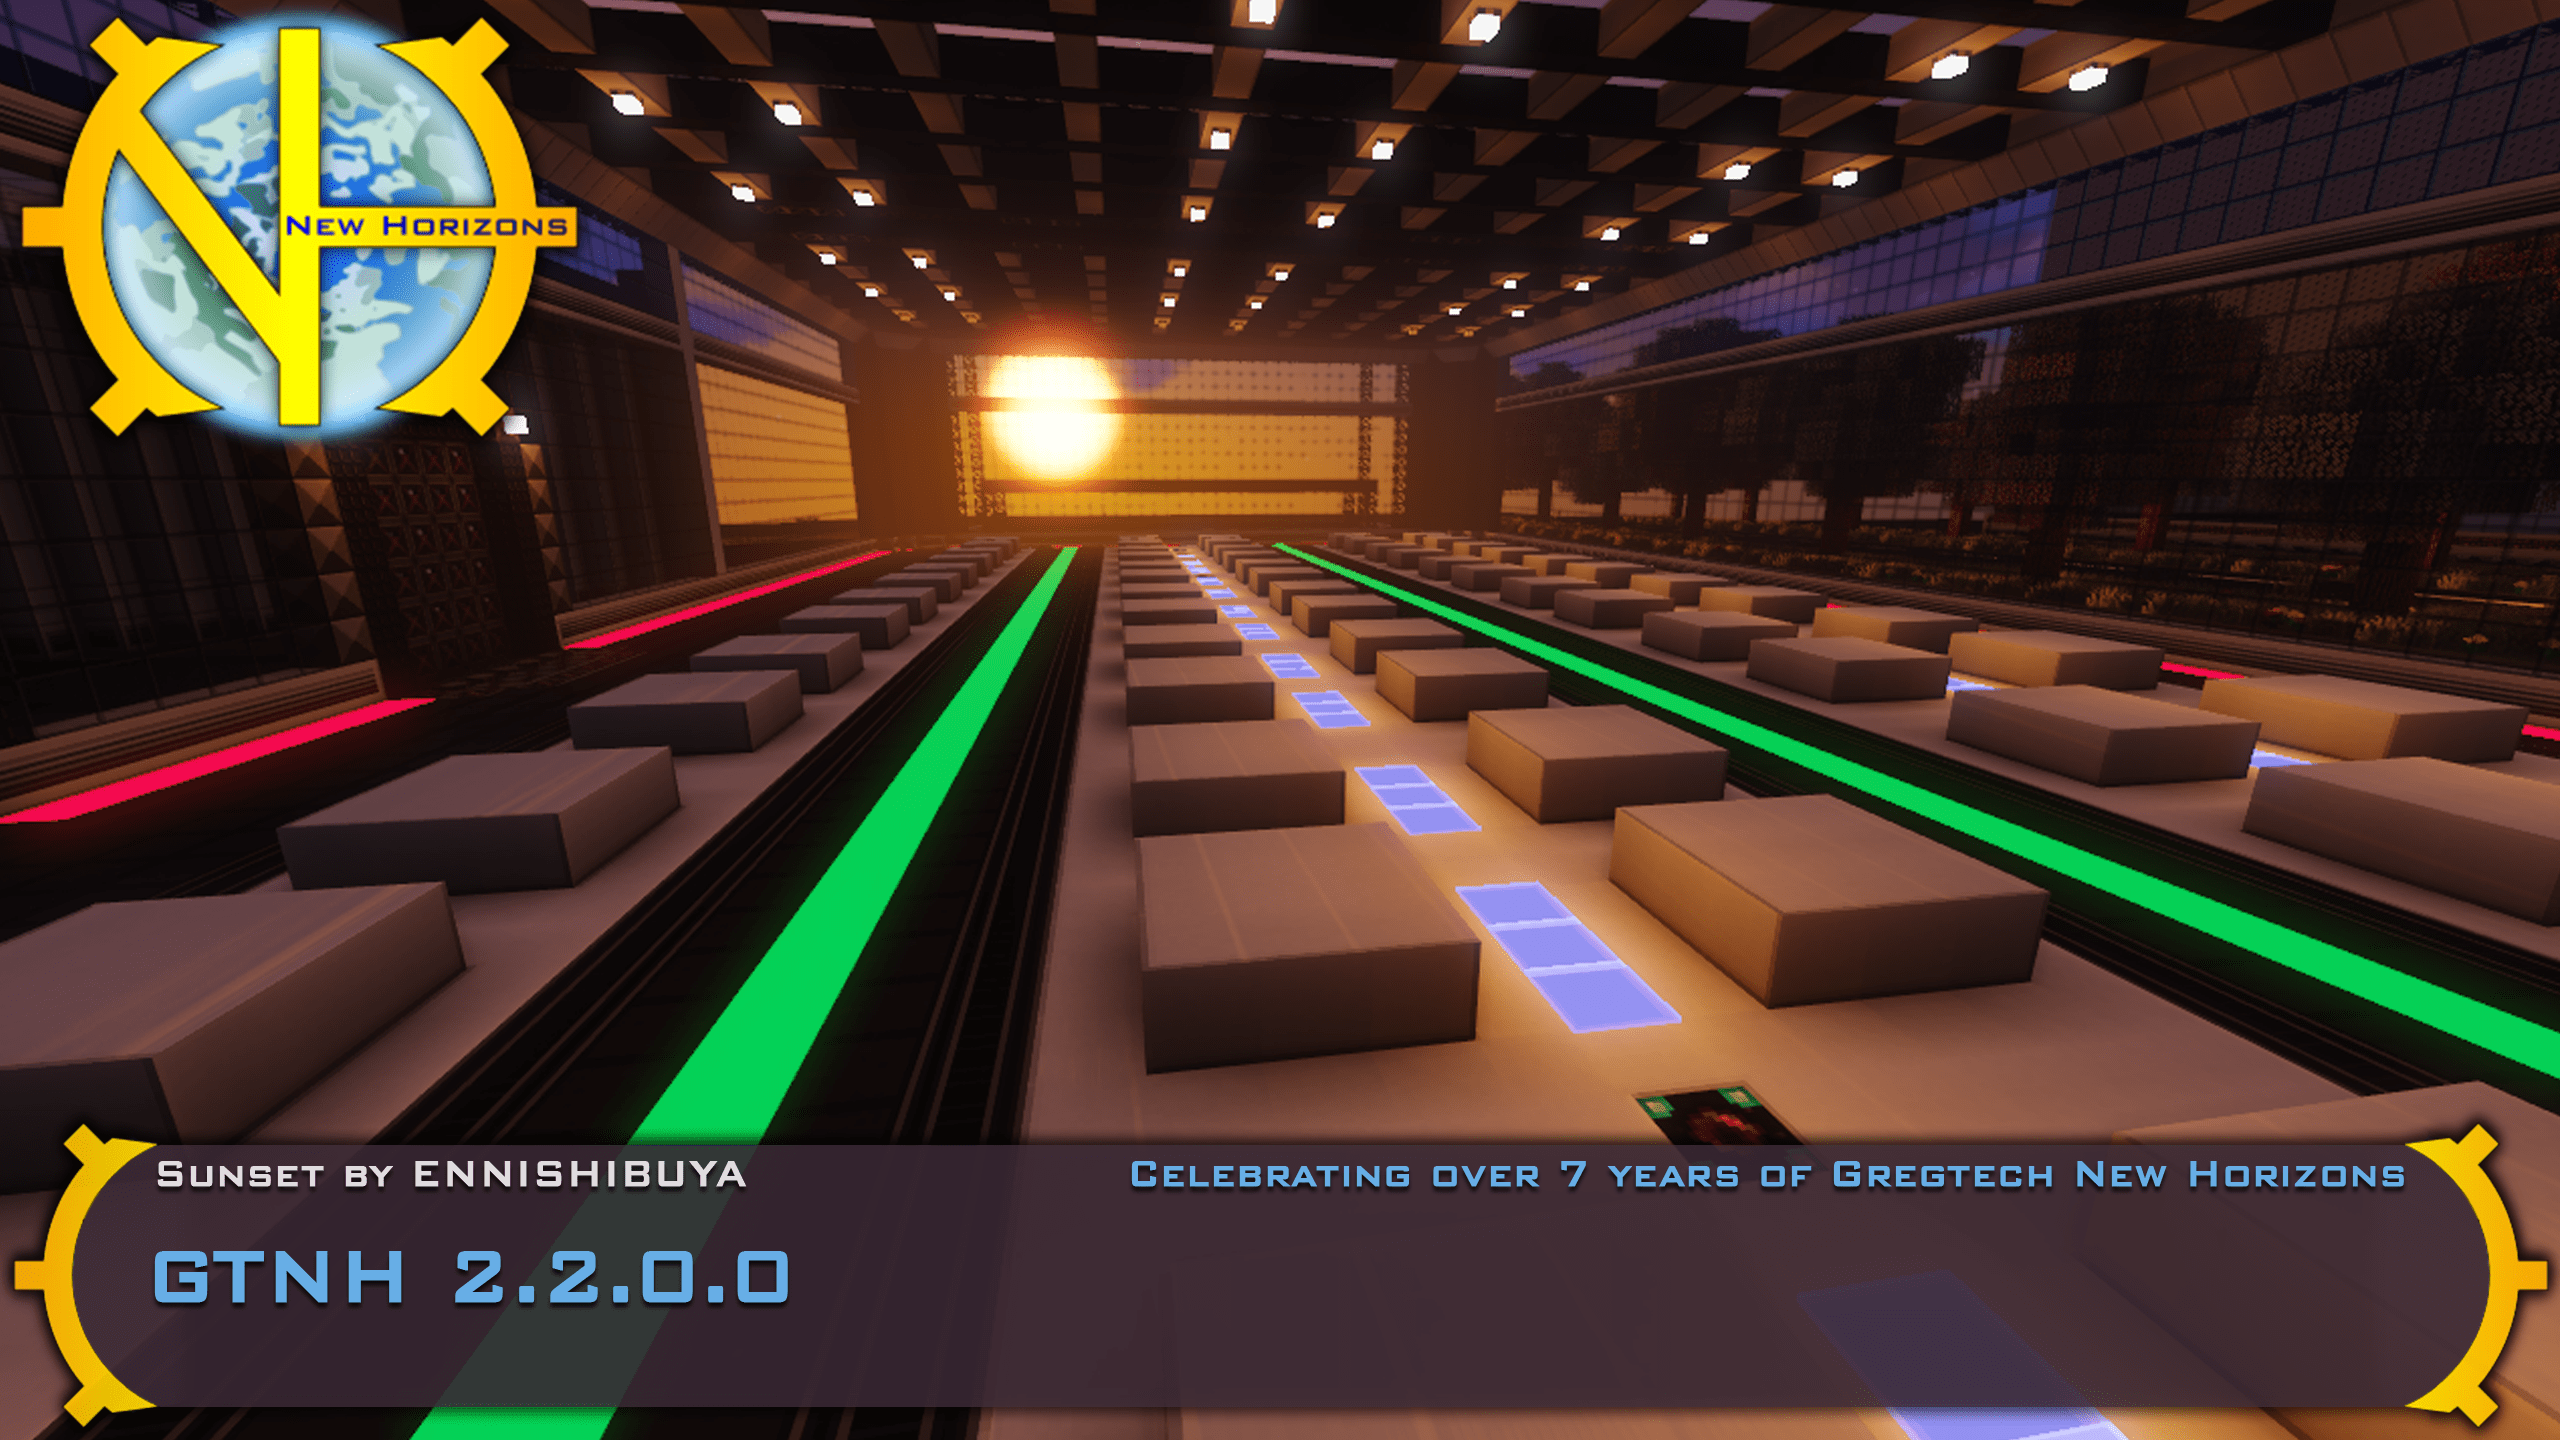 New Horizons
Sunset by ENNISHIBUYA
Celebrating over 7 years of Gregtech New Horizons
GTNH 2.2.0.0